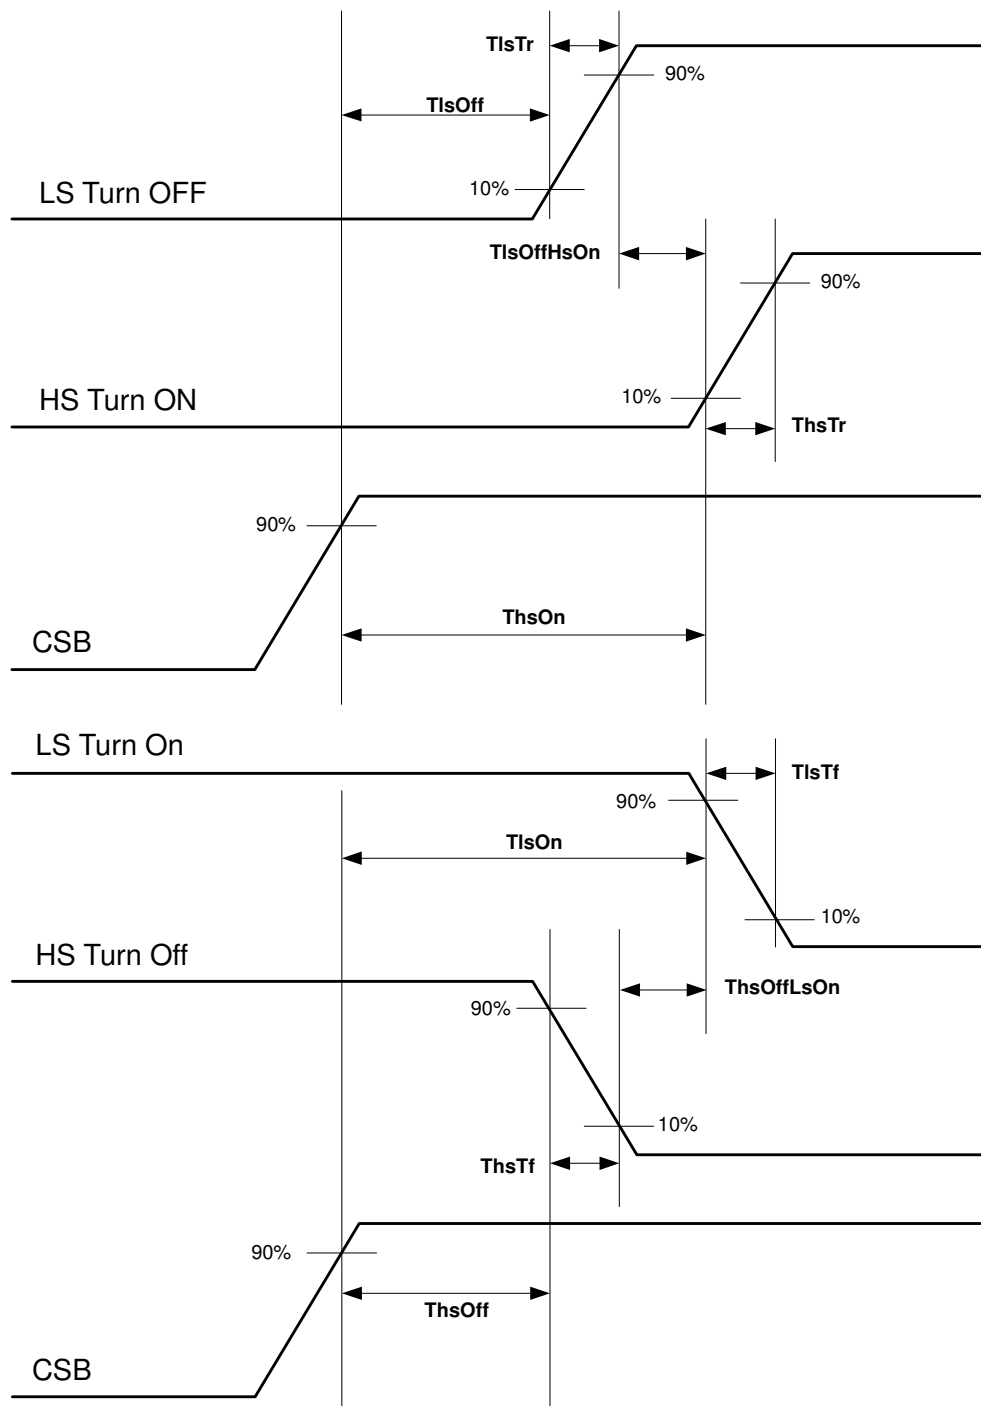 TlsTr
90%
TlsOff
10%
LS Turn OFF
TlsOffHsOn
90%
10%
HS Turn ON
ThsTr
90%
ThsOn
CSB
LS Turn On
TlsTf
90%
TlsOn
10%
HS Turn Off
ThsOffLsOn
90%
10%
ThsTf
90%
ThsOff
CSB